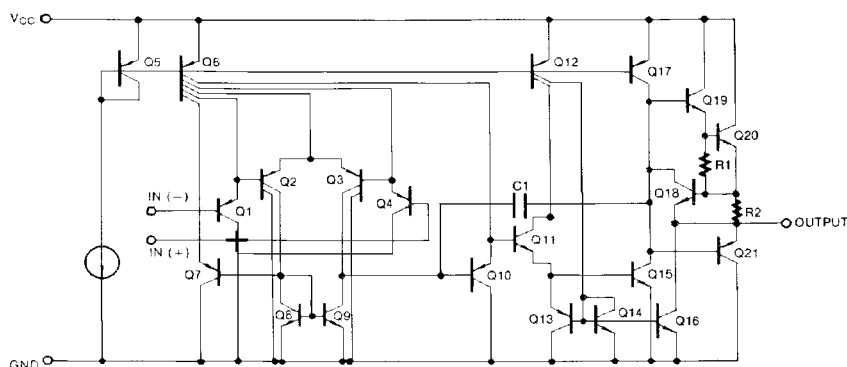 VCC
Q5
Q6
Q12
Q17
Q19
Q20
R1
Q2
Q3
Q18
C1
R2
IN (−)
Q1
Q4
OUTPUT
IN (+)
Q11
Q21
Q7
Q10
Q15
Q8
Q9
Q13
Q14
Q16
GND